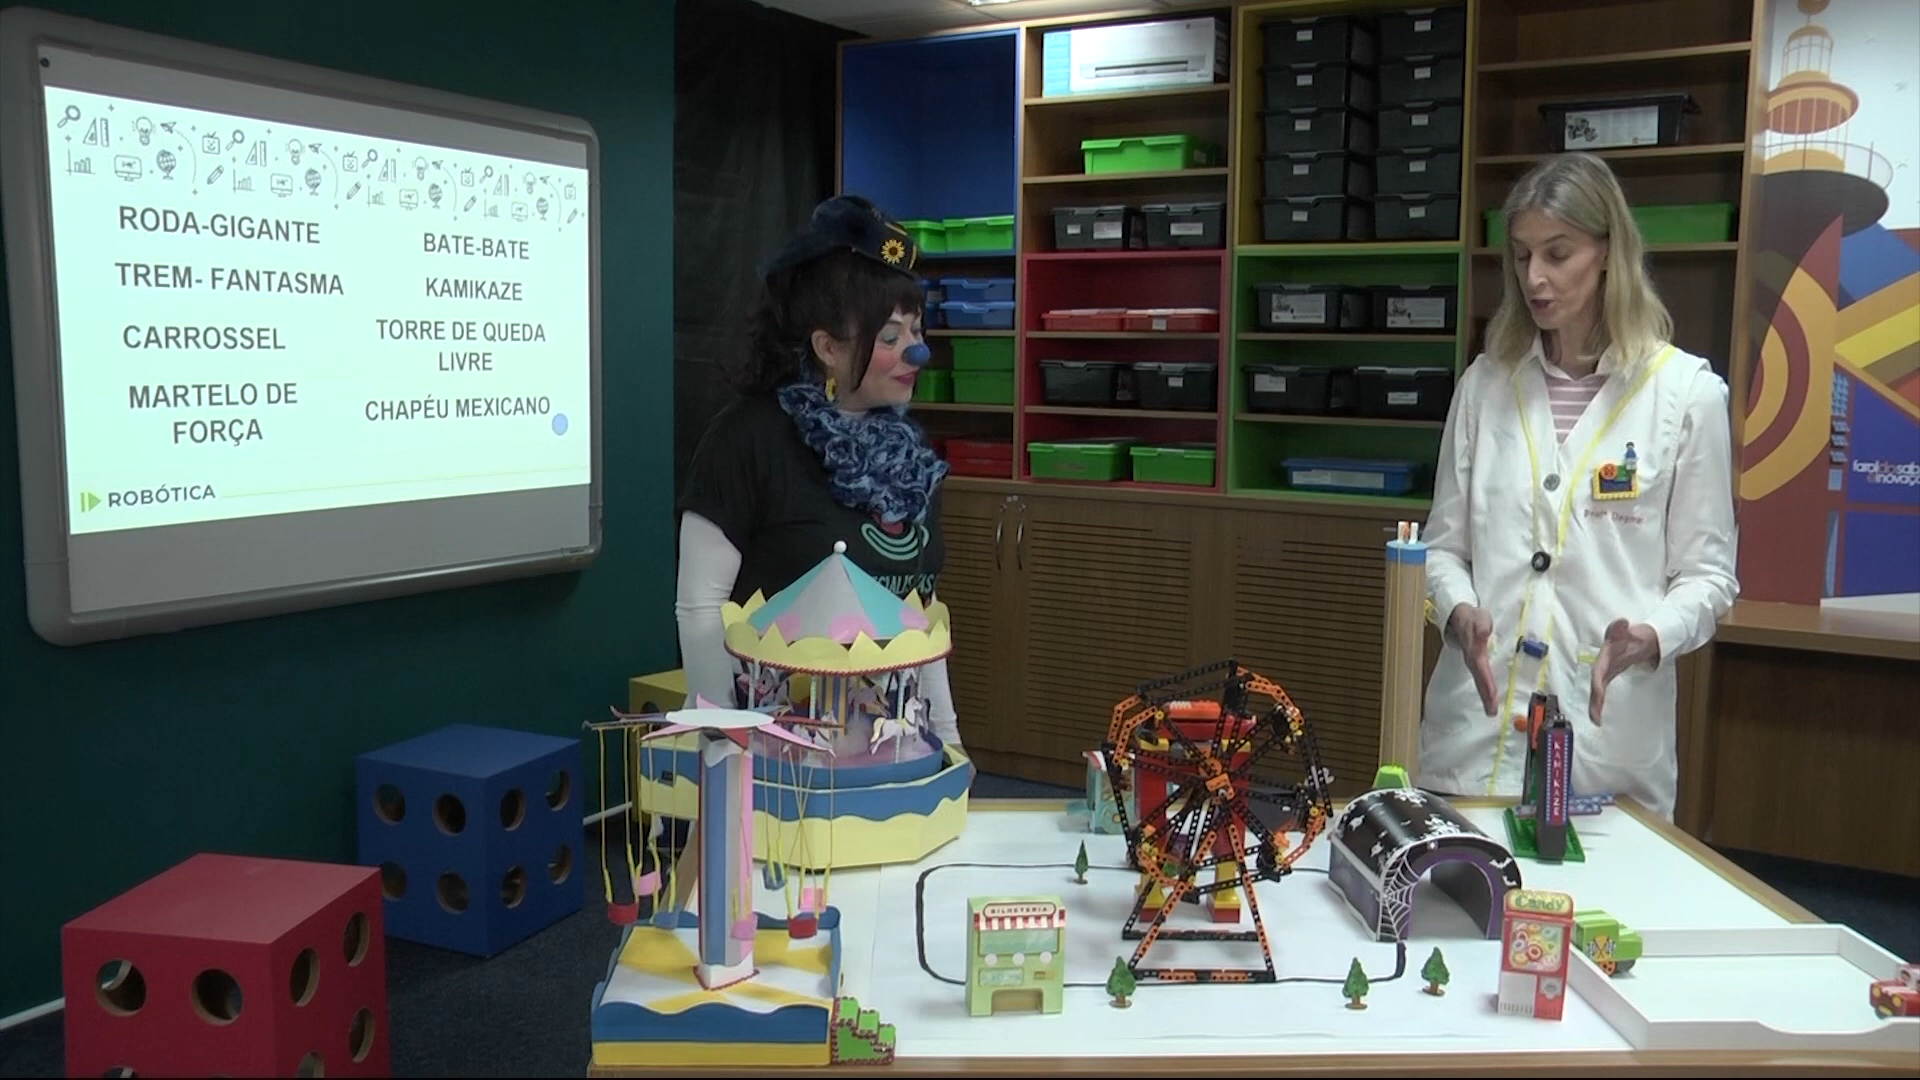 RODA-GIGANTE
TREM- FANTASMA
CARROSSEL
MARTELO DE
FORÇA
BATE-BATE
KAMIKAZE
TORRE DE QUEDA
LIVRE
CHAPÉU MEXICANO
ROBÓTICA
BILHETERIA
KAMIKAZE
Candy